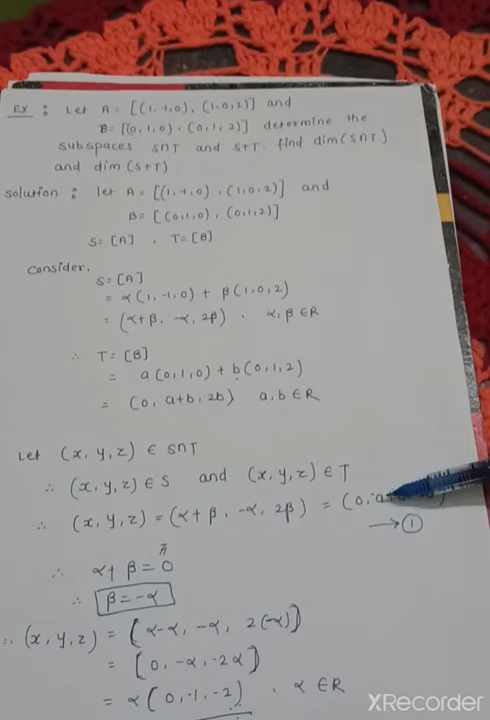 Ex : Let A = [(1,-1,0), (1,0,2)] and
B = [(0,1,0), (0,1,2)] determine the
subspaces S∩T and S+T find dim(S∩T)
and dim(S+T)
Solution : let A = [(1,-1,0), (1,0,2)] and
B = [(0,1,0), (0,1,2)]
S = [A] , T = [B]
Consider,
S = [A]
= α(1,-1,0) + β(1,0,2)
= (α+β, -α, 2β) , α,β ∈R
∴ T = [B]
= a(0,1,0) + b(0,1,2)
= (0, a+b, 2b) a,b ∈R
Let (x,y,z) ∈ S∩T
∴ (x,y,z) ∈ S and (x,y,z) ∈ T
∴ (x,y,z) = (α+β, -α, 2β) = (0,
→ ①
∴ α+β = 0
∴ β = -α
∴ (x,y,z) = (α-α, -α, 2(-α))
= (0, -α, -2α)
= α(0,-1,-2) , α ∈R
XRecorder